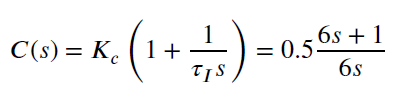 C(s) = K_c (1 + 1/(τ_I s)) = 0.5 (6s + 1)/(6s)